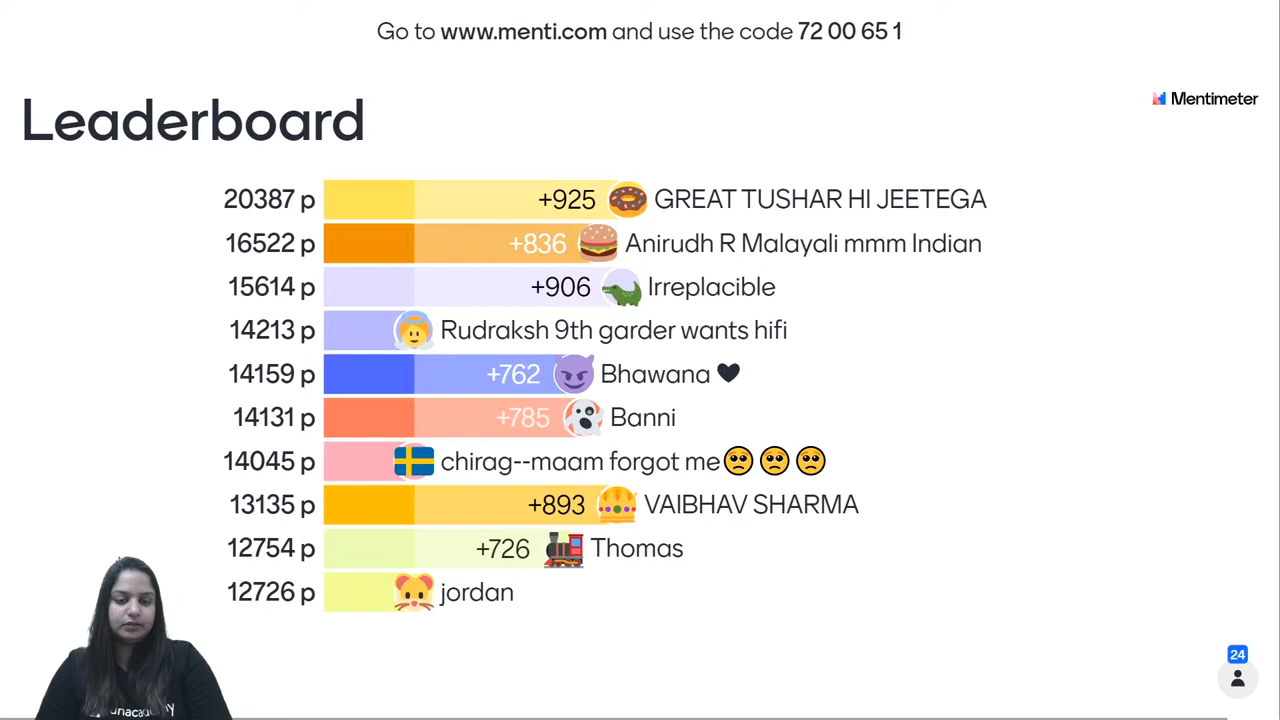 Go to www.menti.com and use the code 72 00 65 1
Mentimeter
Leaderboard
20387 p +925 GREAT TUSHAR HI JEETEGA
16522 p +836 Anirudh R Malayali mmm Indian
15614 p +906 Irreplacible
14213 p Rudraksh 9th garder wants hifi
14159 p +762 Bhawana 🖤
14131 p +785 Banni
14045 p chirag--maam forgot me🥺🥺🥺
13135 p +893 VAIBHAV SHARMA
12754 p +726 Thomas
12726 p jordan
24